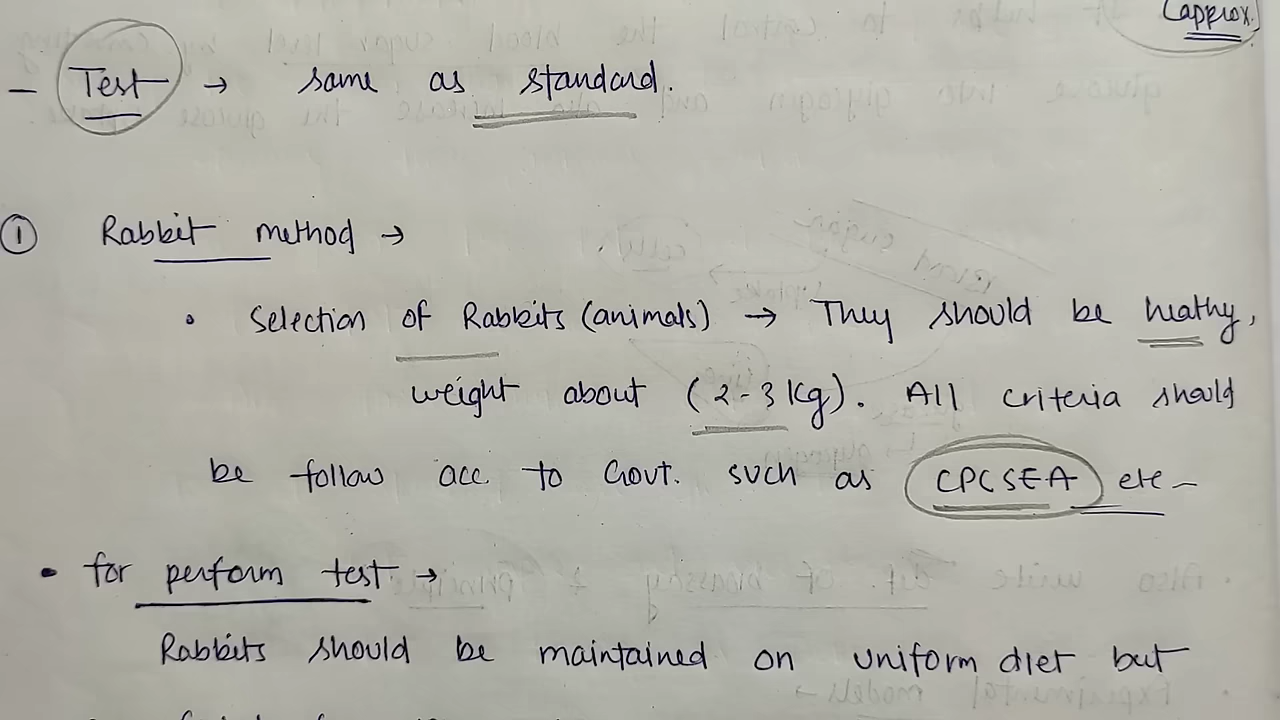 (approx.
- Test → same as standard.
① Rabbit method →
• Selection of Rabbits (animals) → They should be heathy,
weight about (2-3 kg). All criteria should
be follow acc. to Govt. such as CPCSEA etc -
• for perform test →
Rabbits should be maintained on uniform diet but